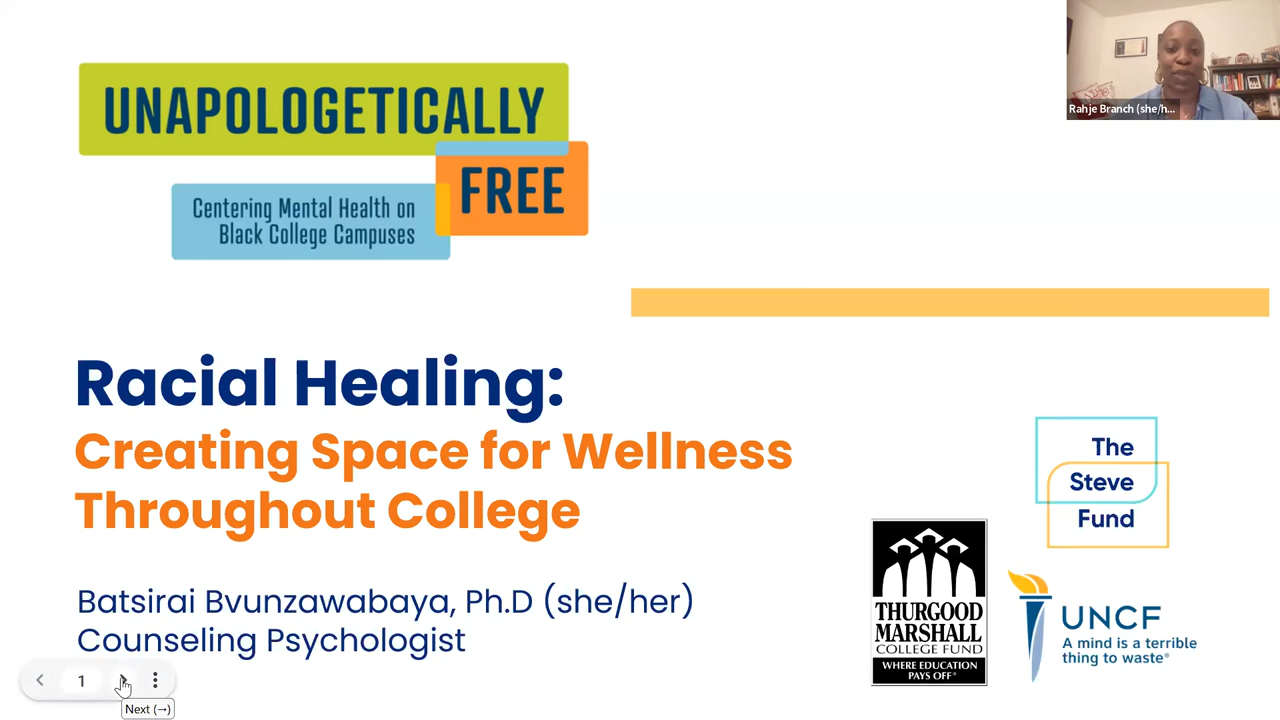 UNAPOLOGETICALLY
FREE
Centering Mental Health on
Black College Campuses
Rahje Branch (she/h...
Racial Healing:
Creating Space for Wellness
Throughout College
Batsirai Bvunzawabaya, Ph.D (she/her)
Counseling Psychologist
The
Steve
Fund
THURGOOD
MARSHALL
COLLEGE FUND
WHERE EDUCATION
PAYS OFF®
UNCF
A mind is a terrible
thing to waste®
1
Next (→)